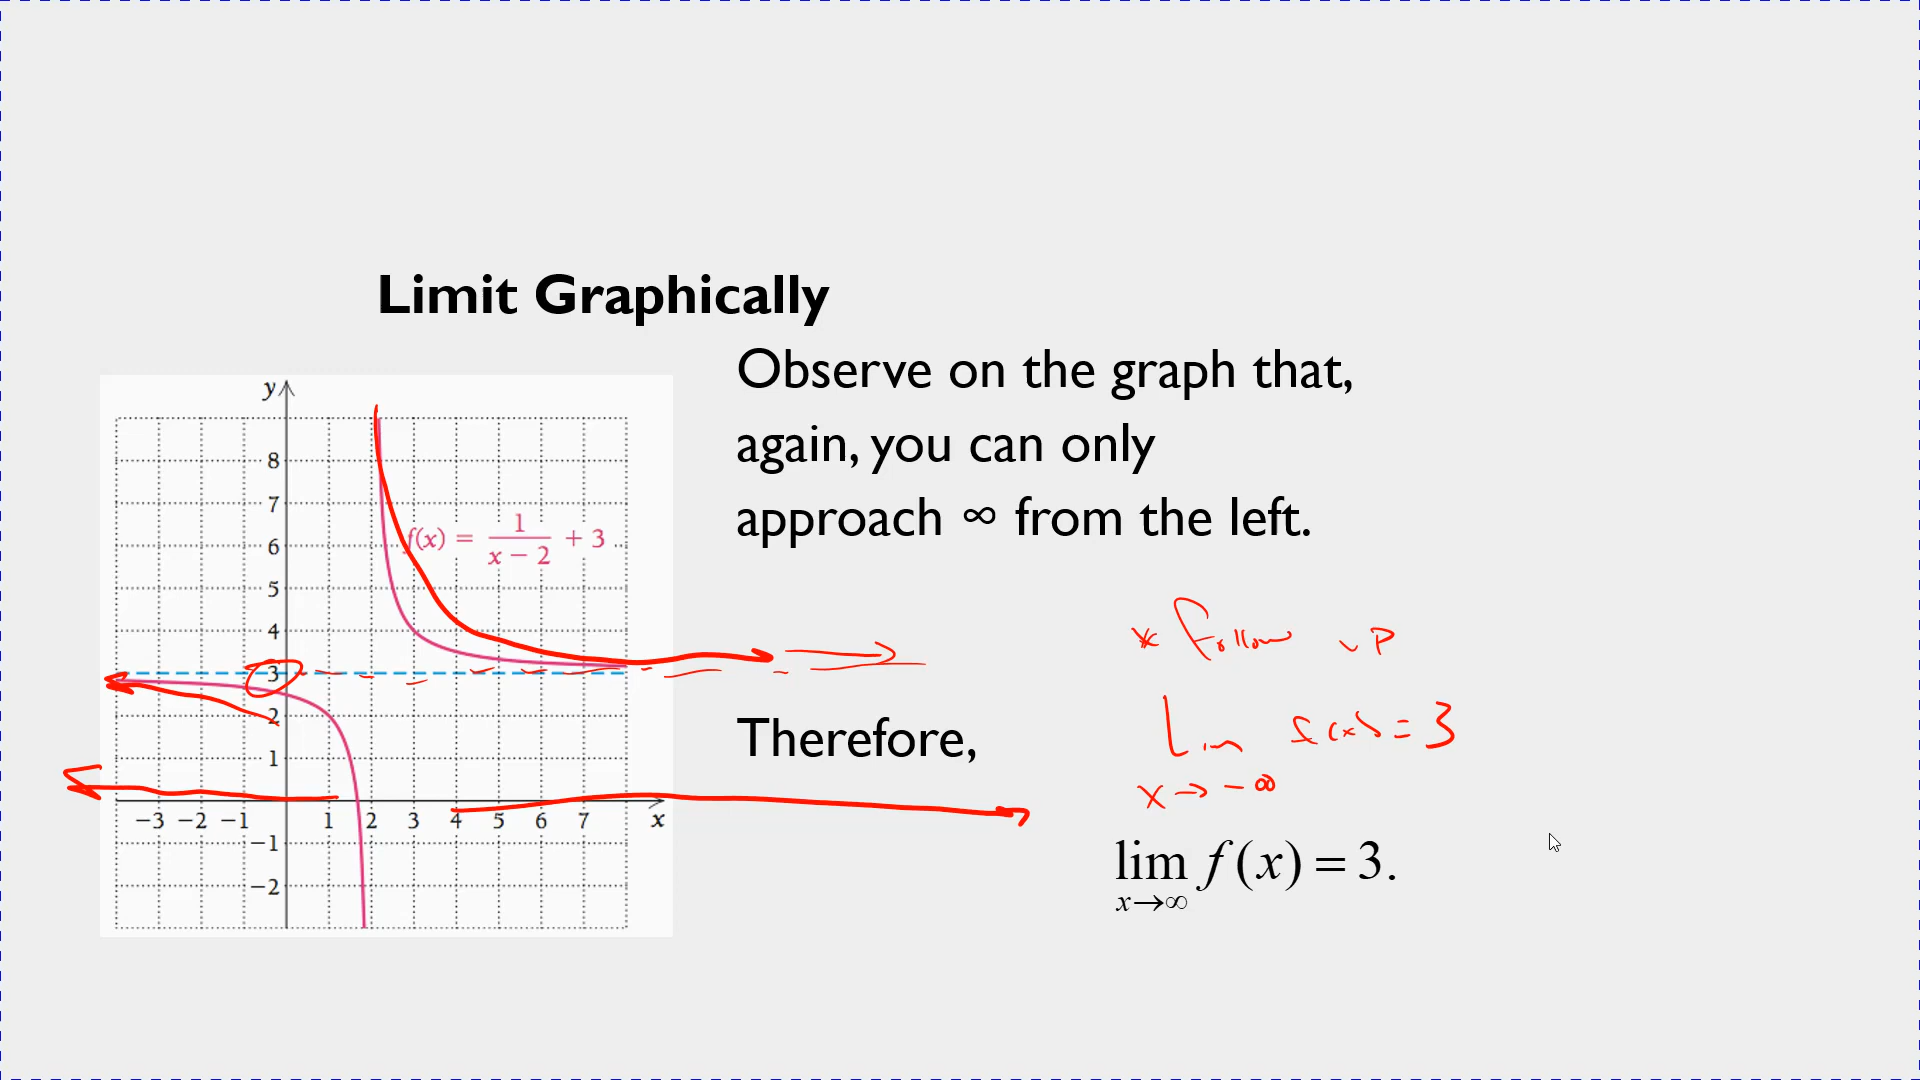 Limit Graphically
Observe on the graph that,
again, you can only
approach ∞ from the left.
y
8
7
6
5
4
3
2
1
−3 −2 −1 1 2 3 4 5 6 7 x
−1
−2
f(x) = 1/(x − 2) + 3
* Follow UP
Lim f(x) = 3
x → −∞
Therefore,
lim f(x) = 3.
x→∞